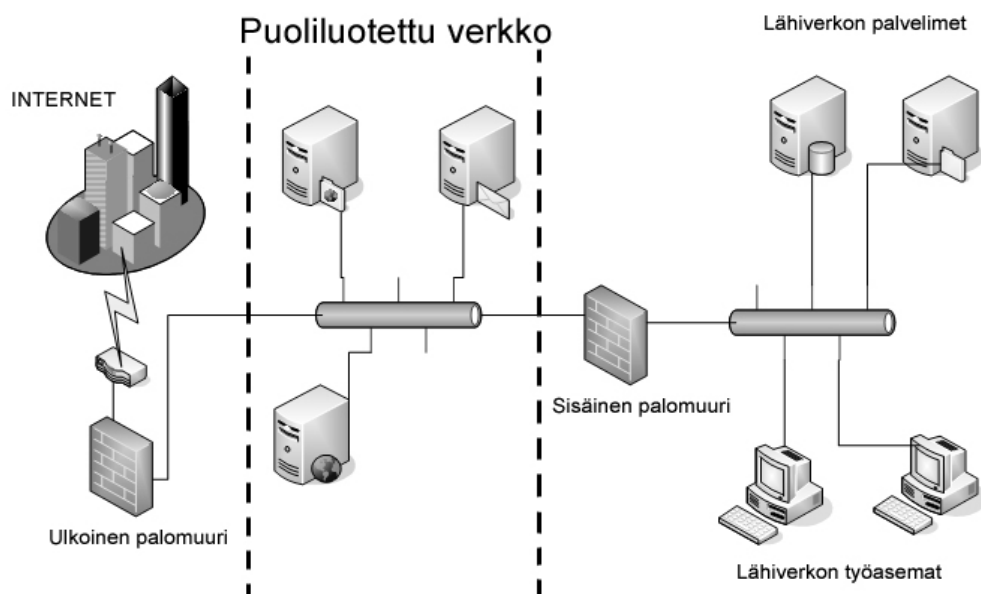 Puoliluotettu verkko
Lähiverkon palvelimet
INTERNET
Sisäinen palomuuri
Ulkoinen palomuuri
Lähiverkon työasemat